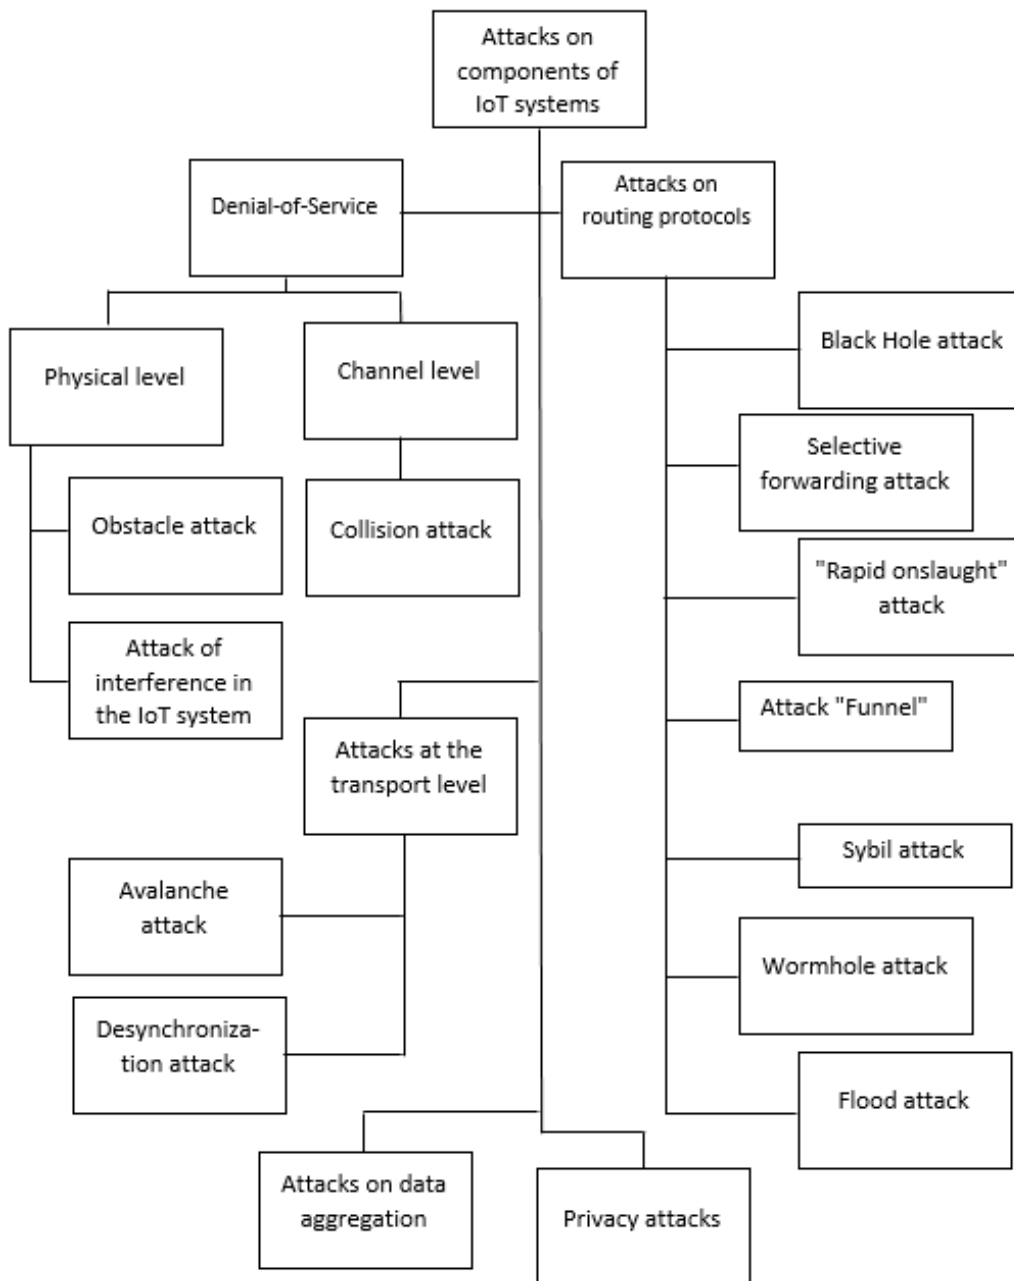 Attacks on
components of
IoT systems
Denial-of-Service
Attacks on
routing protocols
Physical level
Channel level
Black Hole attack
Selective
forwarding attack
Obstacle attack
Collision attack
"Rapid onslaught"
attack
Attack of
interference in
the IoT system
Attack "Funnel"
Attacks at the
transport level
Sybil attack
Avalanche
attack
Wormhole attack
Desynchroniza-
tion attack
Flood attack
Attacks on data
aggregation
Privacy attacks